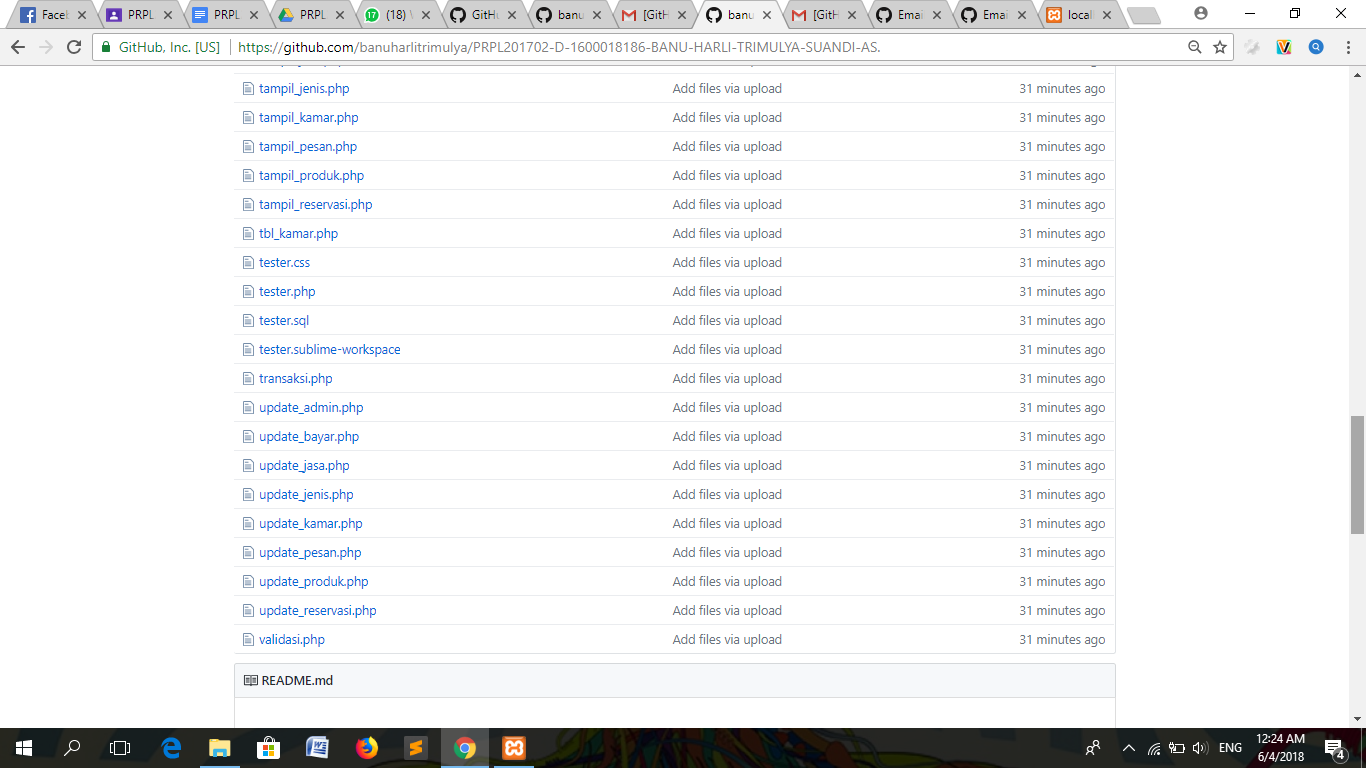 Faceb
PRPL
PRPL
PRPL
(18) \
GitHu
banu
[GitH
banu
[GitH
Emai
Emai
local
GitHub, Inc. [US]
https://github.com/banuharlitrimulya/PRPL201702-D-1600018186-BANU-HARLI-TRIMULYA-SUANDI-AS.
tampil_jenis.php Add files via upload 31 minutes ago
tampil_kamar.php Add files via upload 31 minutes ago
tampil_pesan.php Add files via upload 31 minutes ago
tampil_produk.php Add files via upload 31 minutes ago
tampil_reservasi.php Add files via upload 31 minutes ago
tbl_kamar.php Add files via upload 31 minutes ago
tester.css Add files via upload 31 minutes ago
tester.php Add files via upload 31 minutes ago
tester.sql Add files via upload 31 minutes ago
tester.sublime-workspace Add files via upload 31 minutes ago
transaksi.php Add files via upload 31 minutes ago
update_admin.php Add files via upload 31 minutes ago
update_bayar.php Add files via upload 31 minutes ago
update_jasa.php Add files via upload 31 minutes ago
update_jenis.php Add files via upload 31 minutes ago
update_kamar.php Add files via upload 31 minutes ago
update_pesan.php Add files via upload 31 minutes ago
update_produk.php Add files via upload 31 minutes ago
update_reservasi.php Add files via upload 31 minutes ago
validasi.php Add files via upload 31 minutes ago
README.md
ENG
12:24 AM
6/4/2018
4